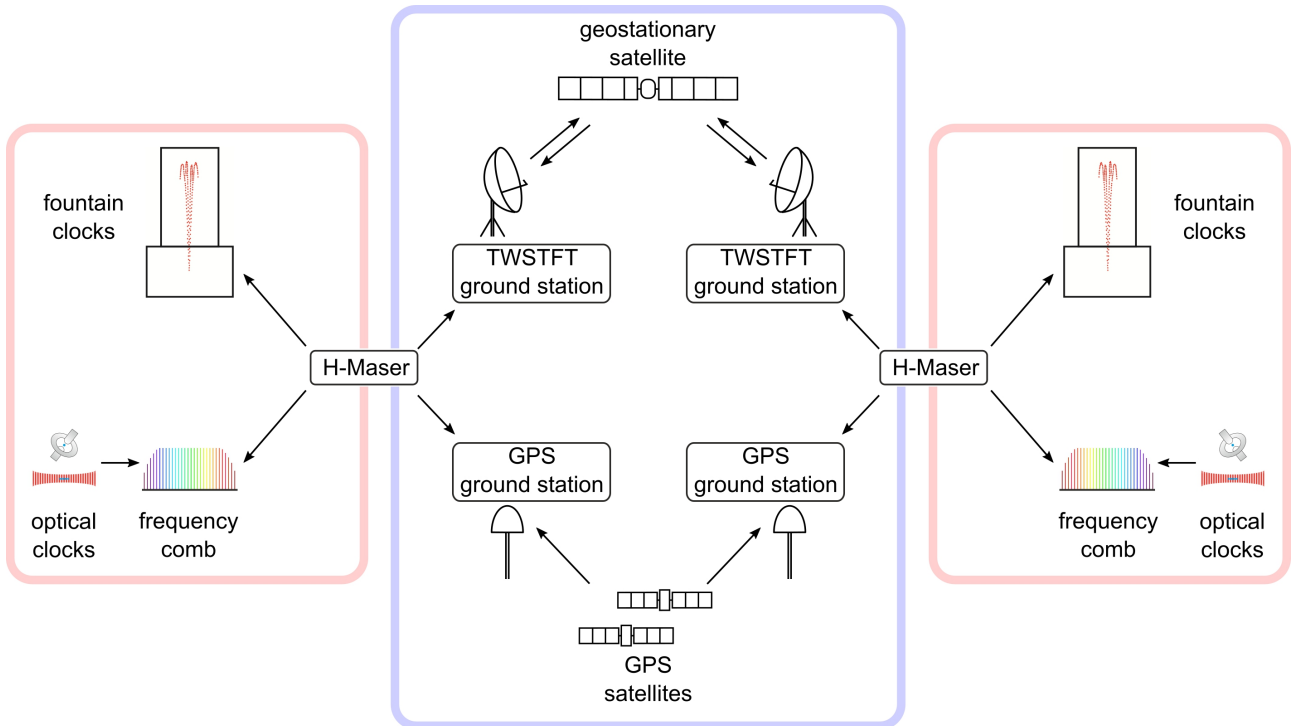 geostationary
satellite
fountain
clocks
TWSTFT
ground station
TWSTFT
ground station
fountain
clocks
H-Maser
H-Maser
GPS
ground station
GPS
ground station
optical
clocks
frequency
comb
frequency
comb
optical
clocks
GPS
satellites